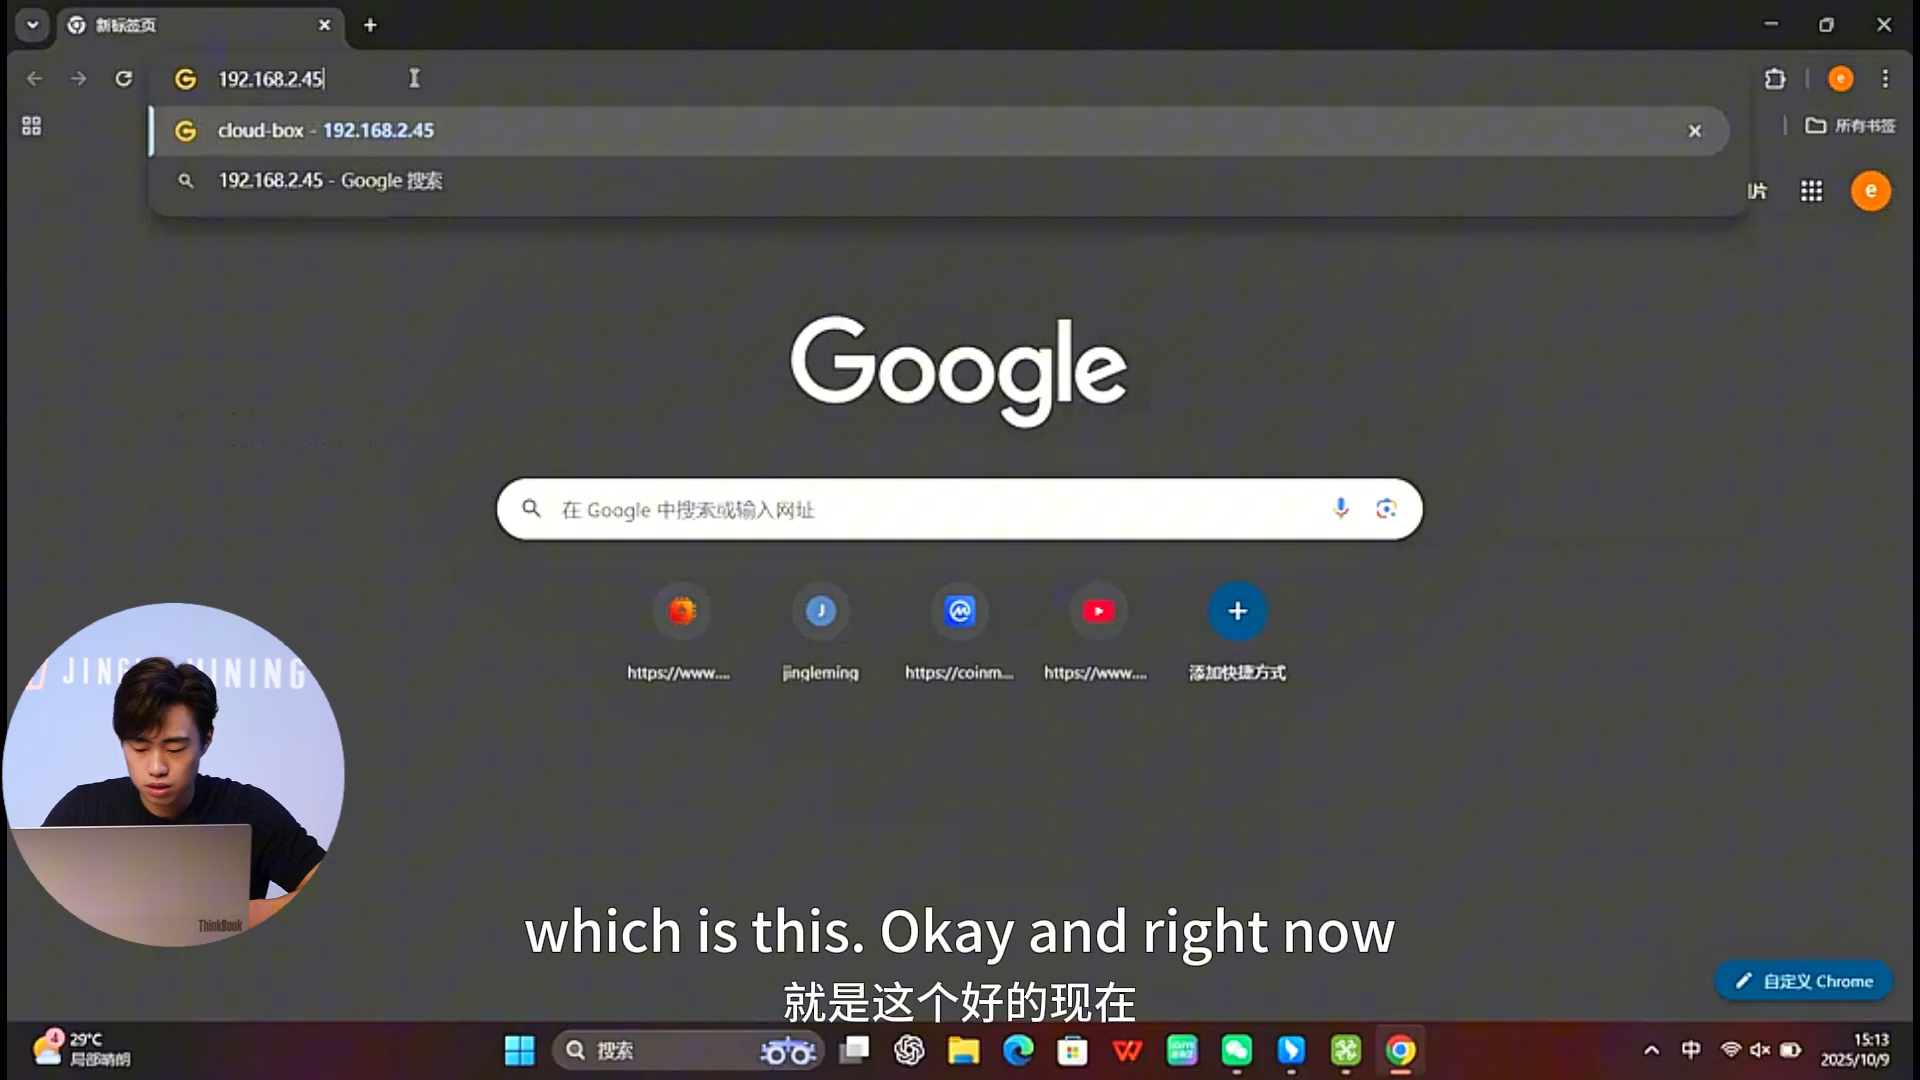 新标签页
192.168.2.45
cloud-box - 192.168.2.45
所有书签
192.168.2.45 - Google 搜索
片
e
e
Google
在 Google 中搜索或输入网址
J
https://www....
jingleming
https://coinm...
https://www....
添加快捷方式
MINING
ThinkBook
which is this. Okay and right now
就是这个好的现在
自定义 Chrome
4
29°C
局部晴朗
搜索
中
15:13
2025/10/9